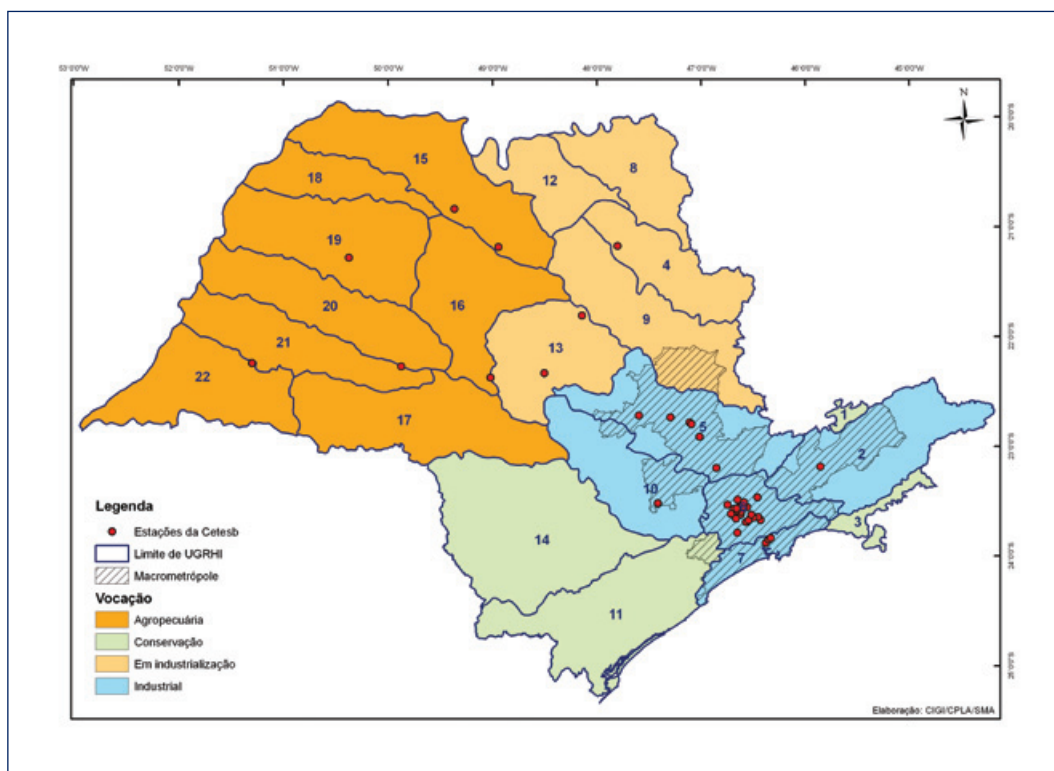 53°0'0"W 52°0'0"W 51°0'0"W 50°0'0"W 49°0'0"W 48°0'0"W 47°0'0"W 46°0'0"W 45°0'0"W
N
20°0'0"S
21°0'0"S
22°0'0"S
23°0'0"S
24°0'0"S
25°0'0"S
15
18
12
8
19
4
16
20
9
13
21
22
17
5
1
2
10
3
14
7
11
Legenda
Estações da Cetesb
Limite de UGRHI
Macrometrópole
Vocação
Agropecuária
Conservação
Em industrialização
Industrial
Elaboração: CIGI/CPLA/SMA